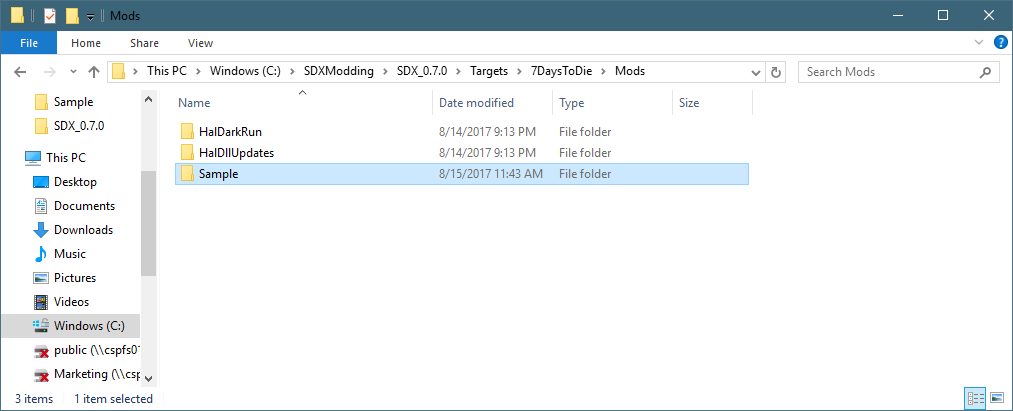 Mods
File Home Share View
This PC Windows (C:) SDXModding SDX_0.7.0 Targets 7DaysToDie Mods Search Mods
Name Date modified Type Size
Sample
SDX_0.7.0
This PC
Desktop
Documents
Downloads
Music
Pictures
Videos
Windows (C:)
public (\\cspfs01
Marketing (\\csp
HalDarkRun 8/14/2017 9:13 PM File folder
HalDllUpdates 8/14/2017 9:13 PM File folder
Sample 8/15/2017 11:43 AM File folder
3 items 1 item selected